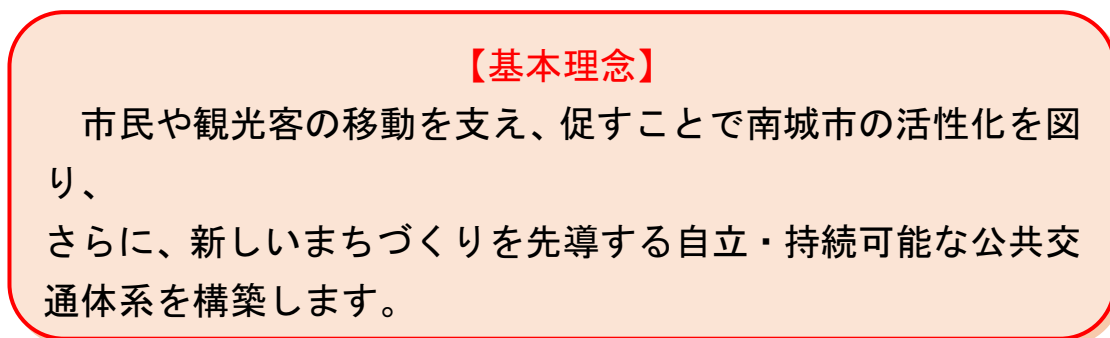 【基本理念】
　市民や観光客の移動を支え、促すことで南城市の活性化を図
り、
さらに、新しいまちづくりを先導する自立・持続可能な公共交
通体系を構築します。